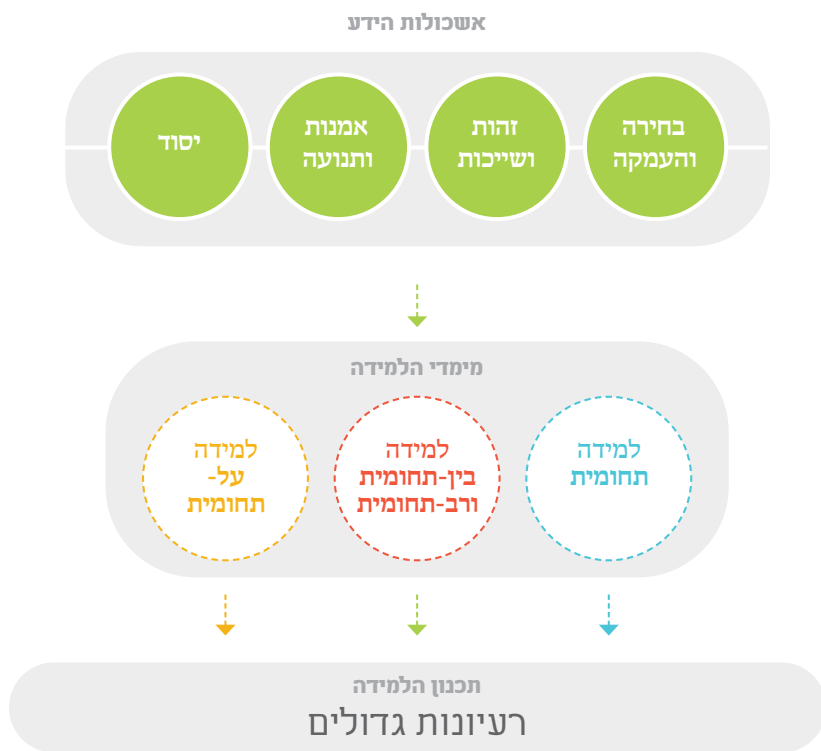 אשכולות הידע
בחירה
והעמקה
זהות
ושייכות
אמנות
ותנועה
יסוד
מימדי הלמידה
למידה
תחומית
למידה
בין-תחומית
ורב-תחומית
למידה
על-
תחומית
תכנון הלמידה
רעיונות גדולים